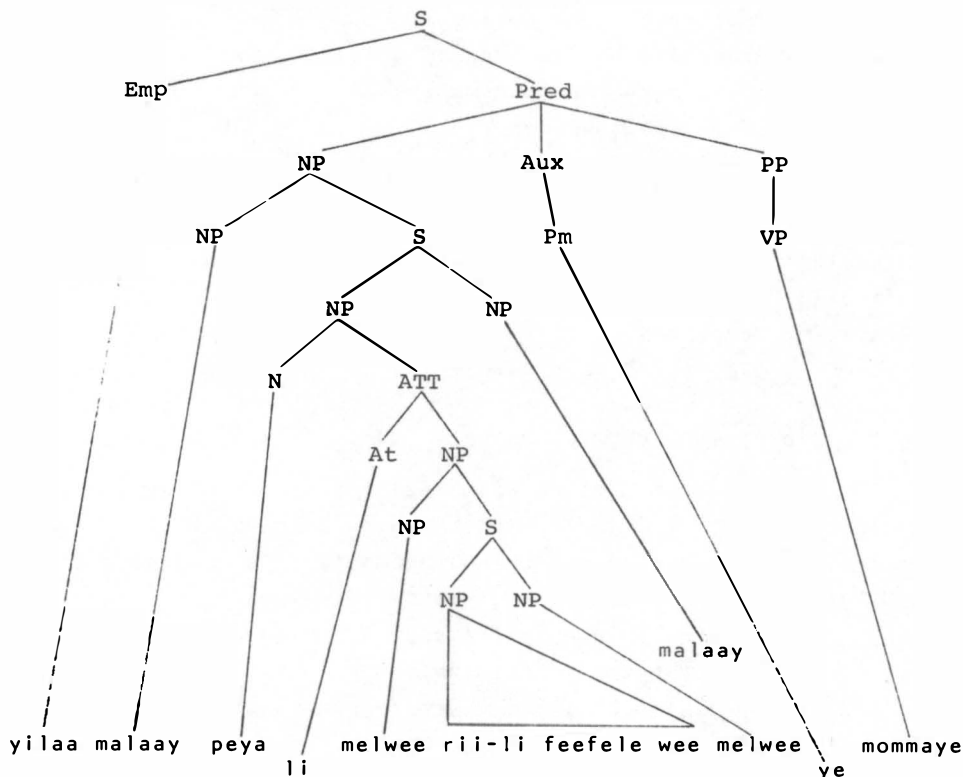 S
Emp Pred
NP Aux PP
NP S Pm VP
NP NP
N ATT
At NP
NP S
NP NP
malaay
yilaa malaay peya melwee rii-li feefele wee melwee mommaye
li ye